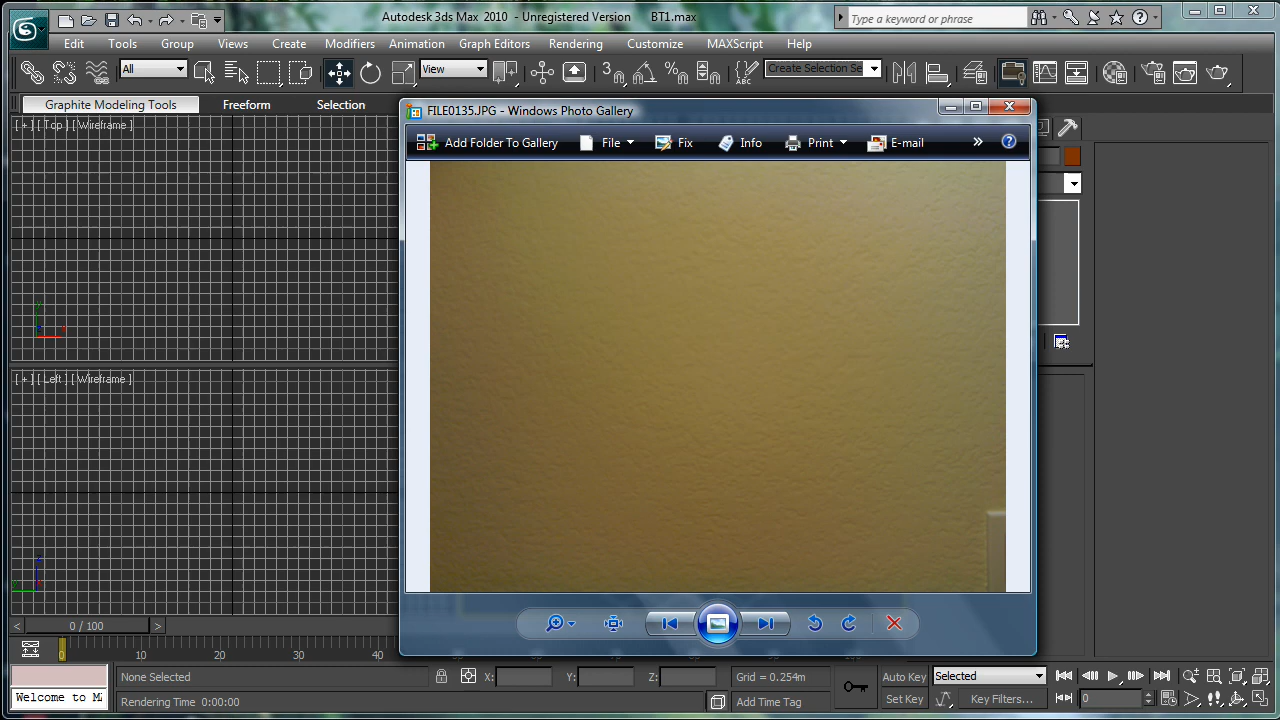 Autodesk 3ds Max 2010 - Unregistered Version BT1.max
Type a keyword or phrase
Edit Tools Group Views Create Modifiers Animation Graph Editors Rendering Customize MAXScript Help
All
View
3
ABC
Create Selection Se
Graphite Modeling Tools Freeform Selection
[ + ] [ Top ] [ Wireframe ]
FILE0135.JPG - Windows Photo Gallery
Add Folder To Gallery File Fix Info Print E-mail »
y
z
x
[ + ] [ Left ] [ Wireframe ]
z
y
< 0 / 100 >
0 10 20 30 40
Welcome to MA
None Selected X: Y: Z: Grid = 0.254m
Rendering Time 0:00:00 Add Time Tag
Auto Key Selected
Set Key Key Filters... 0